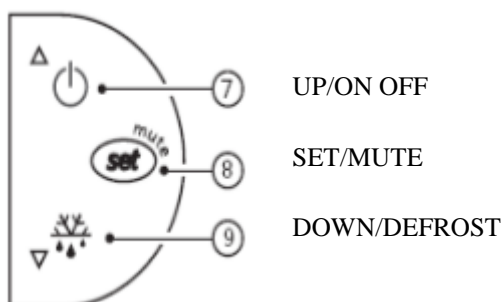 7 UP/ON OFF
mute
set 8 SET/MUTE
9 DOWN/DEFROST